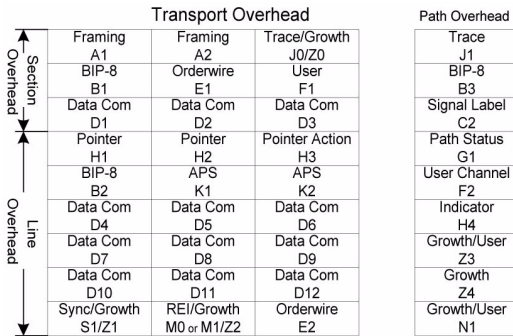 Transport Overhead
Path Overhead
Framing Framing Trace/Growth Trace
A1 A2 J0/Z0 J1
BIP-8 Orderwire User BIP-8
B1 E1 F1 B3
Data Com Data Com Data Com Signal Label
D1 D2 D3 C2
Pointer Pointer Pointer Action Path Status
H1 H2 H3 G1
BIP-8 APS APS User Channel
B2 K1 K2 F2
Data Com Data Com Data Com Indicator
D4 D5 D6 H4
Data Com Data Com Data Com Growth/User
D7 D8 D9 Z3
Data Com Data Com Data Com Growth
D10 D11 D12 Z4
Sync/Growth REI/Growth Orderwire Growth/User
S1/Z1 M0 or M1/Z2 E2 N1
Section
Overhead
Line
Overhead